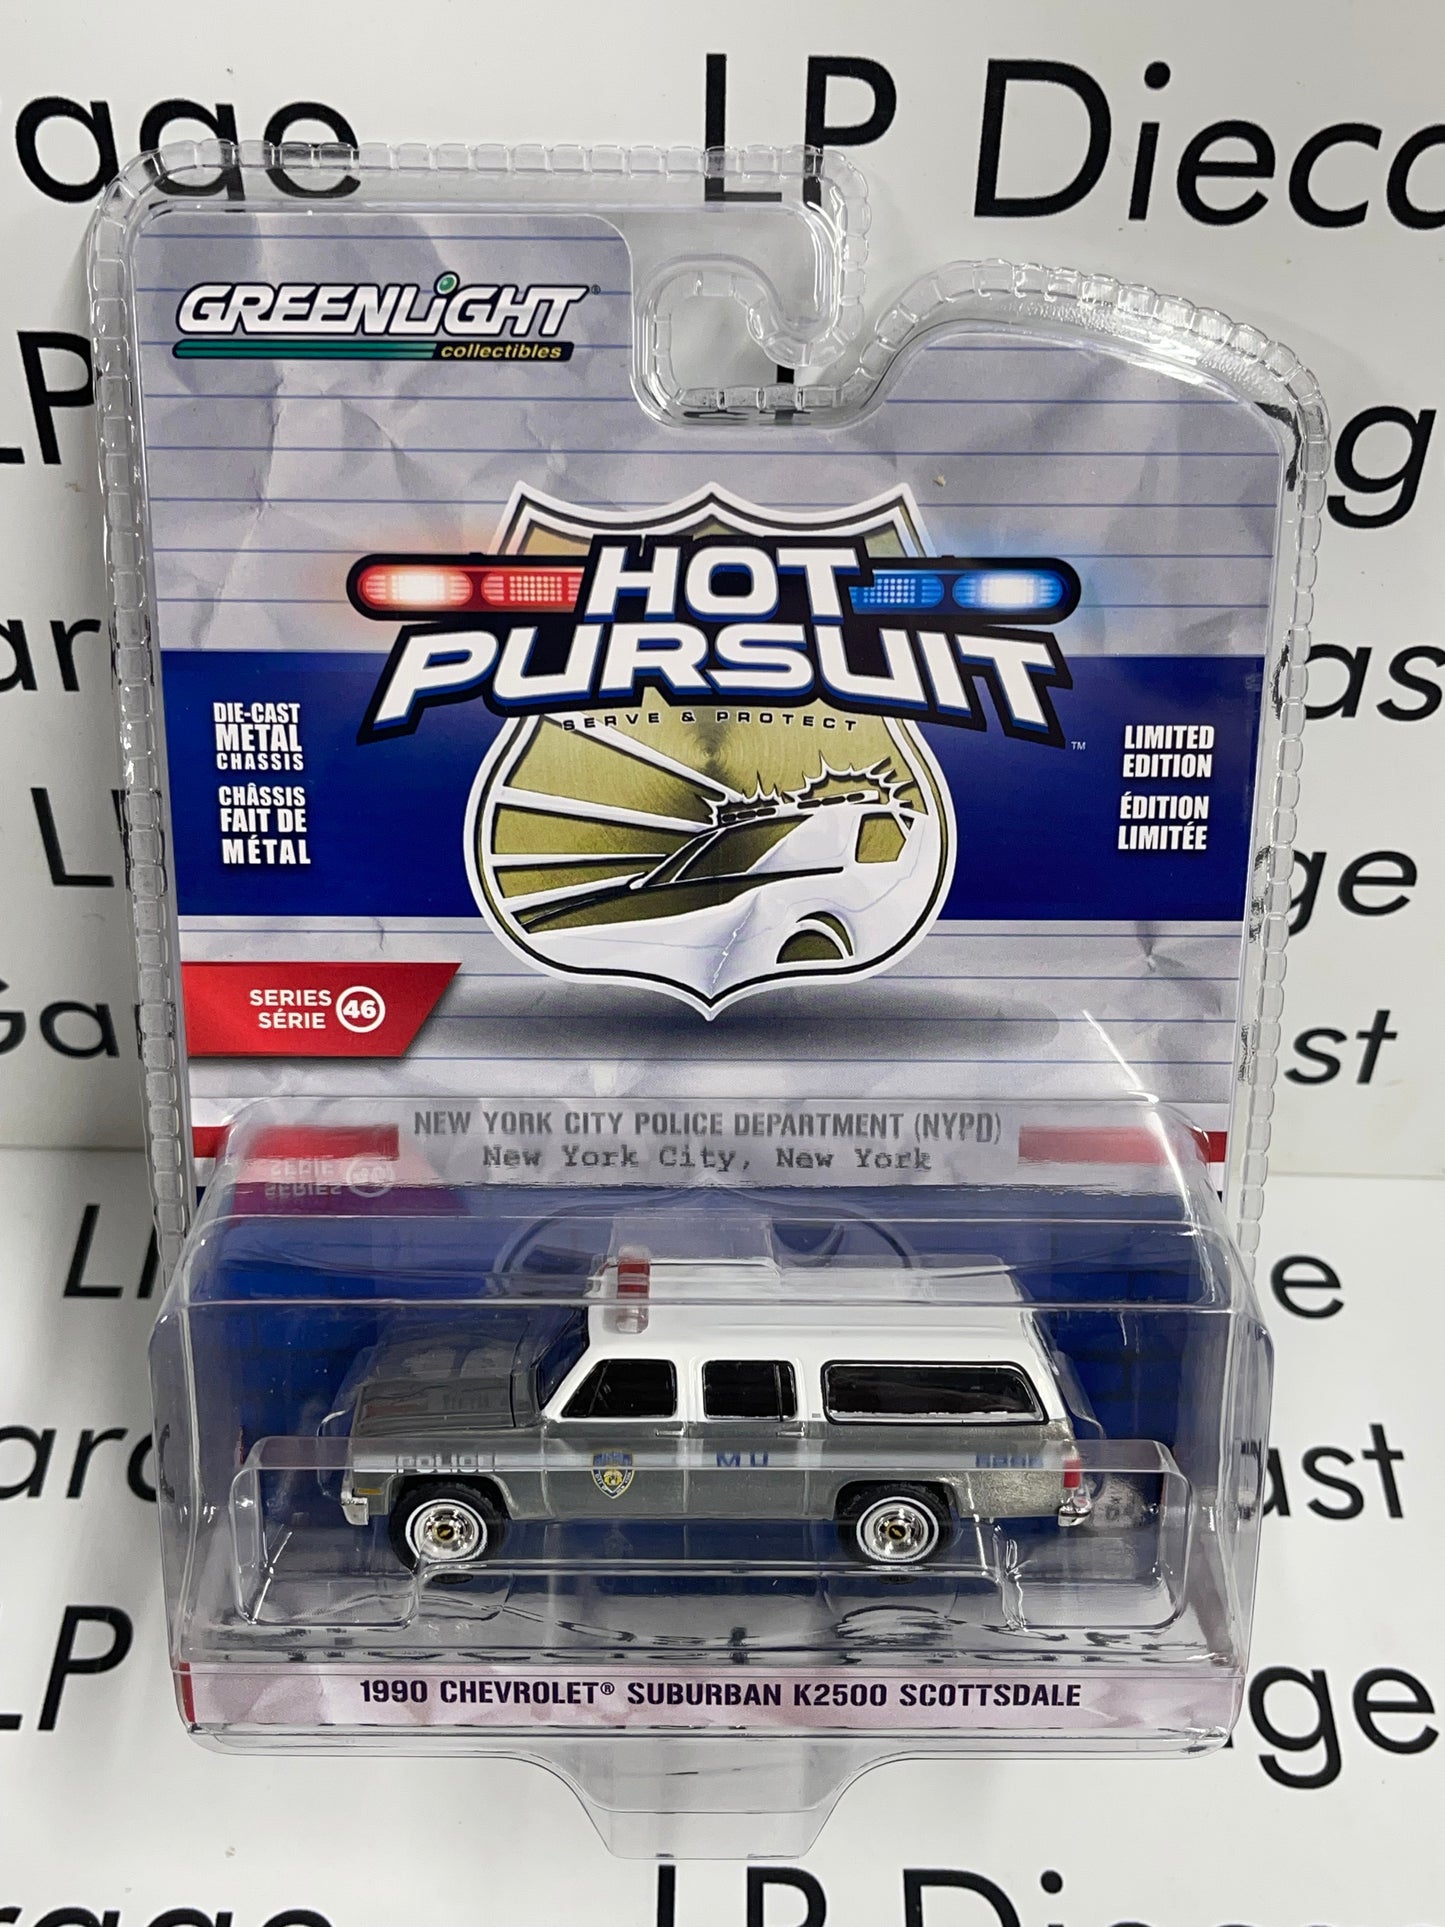 LP
GREENLiGHT®
collectibles
HOT
PURSUIT
™
SERVE & PROTECT
DIE-CAST
METAL
CHASSIS
CHÂSSIS
FAIT DE
MÉTAL
LIMITED
EDITION
ÉDITION
LIMITÉE
SERIES
SÉRIE
46
NEW YORK CITY POLICE DEPARTMENT (NYPD)
New York City, New York
POLICE
M U
1990 CHEVROLET® SUBURBAN K2500 SCOTTSDALE
LP